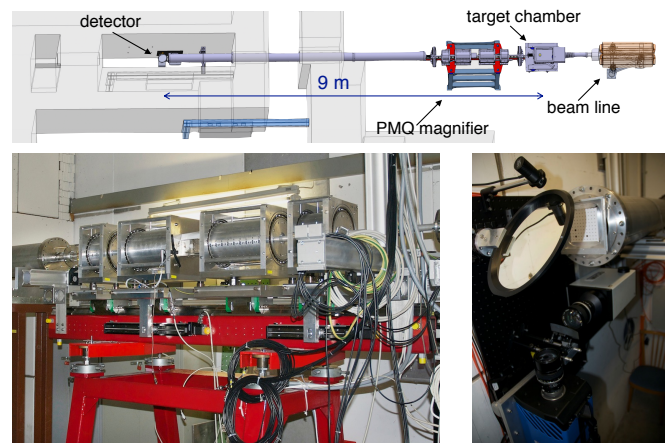 detector
target chamber
9 m
beam line
PMQ magnifier